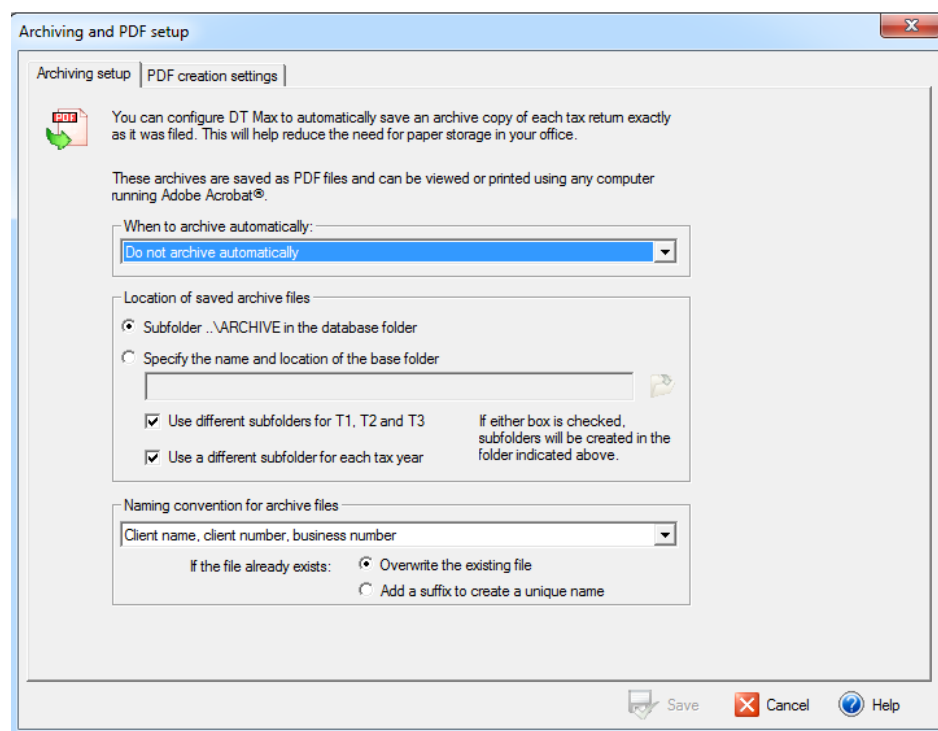 Archiving and PDF setup
Archiving setup
PDF creation settings
PDF
You can configure DT Max to automatically save an archive copy of each tax return exactly
as it was filed. This will help reduce the need for paper storage in your office.
These archives are saved as PDF files and can be viewed or printed using any computer
running Adobe Acrobat®.
When to archive automatically:
Do not archive automatically
Location of saved archive files
Subfolder ..\ARCHIVE in the database folder
Specify the name and location of the base folder
Use different subfolders for T1, T2 and T3
If either box is checked,
subfolders will be created in the
folder indicated above.
Use a different subfolder for each tax year
Naming convention for archive files
Client name, client number, business number
If the file already exists:
Overwrite the existing file
Add a suffix to create a unique name
Save
Cancel
Help